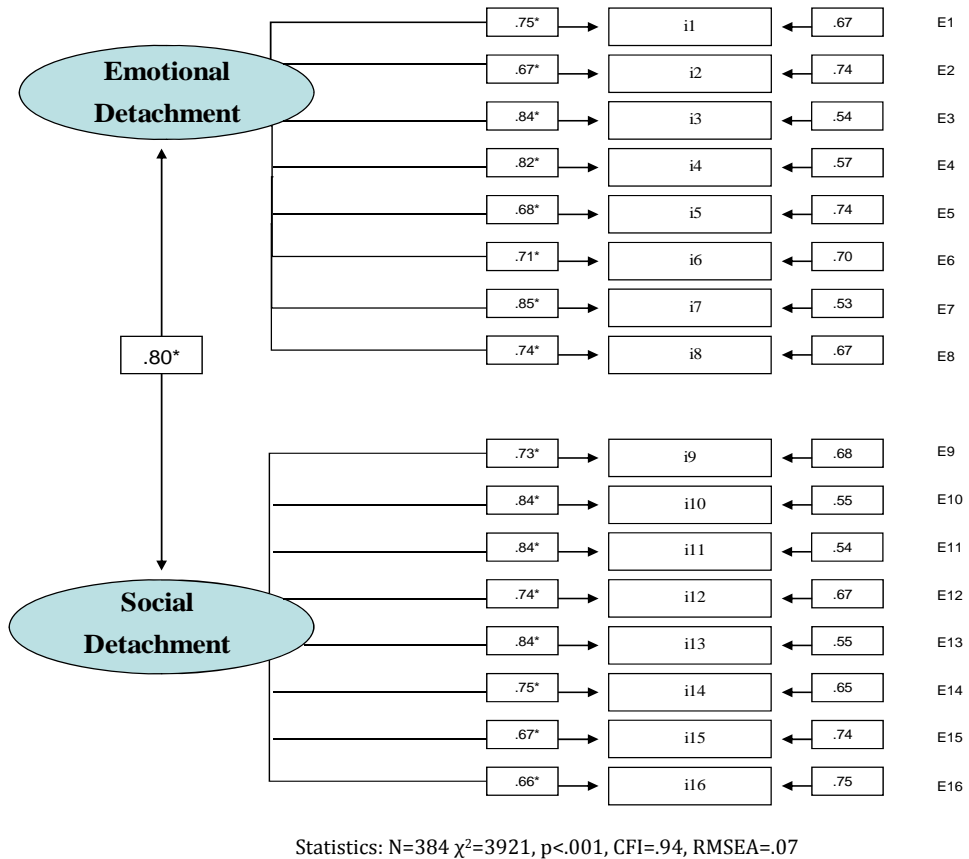 .75* i1 .67 E1
Emotional
Detachment
.67* i2 .74 E2
.84* i3 .54 E3
.82* i4 .57 E4
.68* i5 .74 E5
.71* i6 .70 E6
.85* i7 .53 E7
.80*
.74* i8 .67 E8
.73* i9 .68 E9
.84* i10 .55 E10
.84* i11 .54 E11
Social
Detachment
.74* i12 .67 E12
.84* i13 .55 E13
.75* i14 .65 E14
.67* i15 .74 E15
.66* i16 .75 E16
Statistics: N=384 χ²=3921, p<.001, CFI=.94, RMSEA=.07